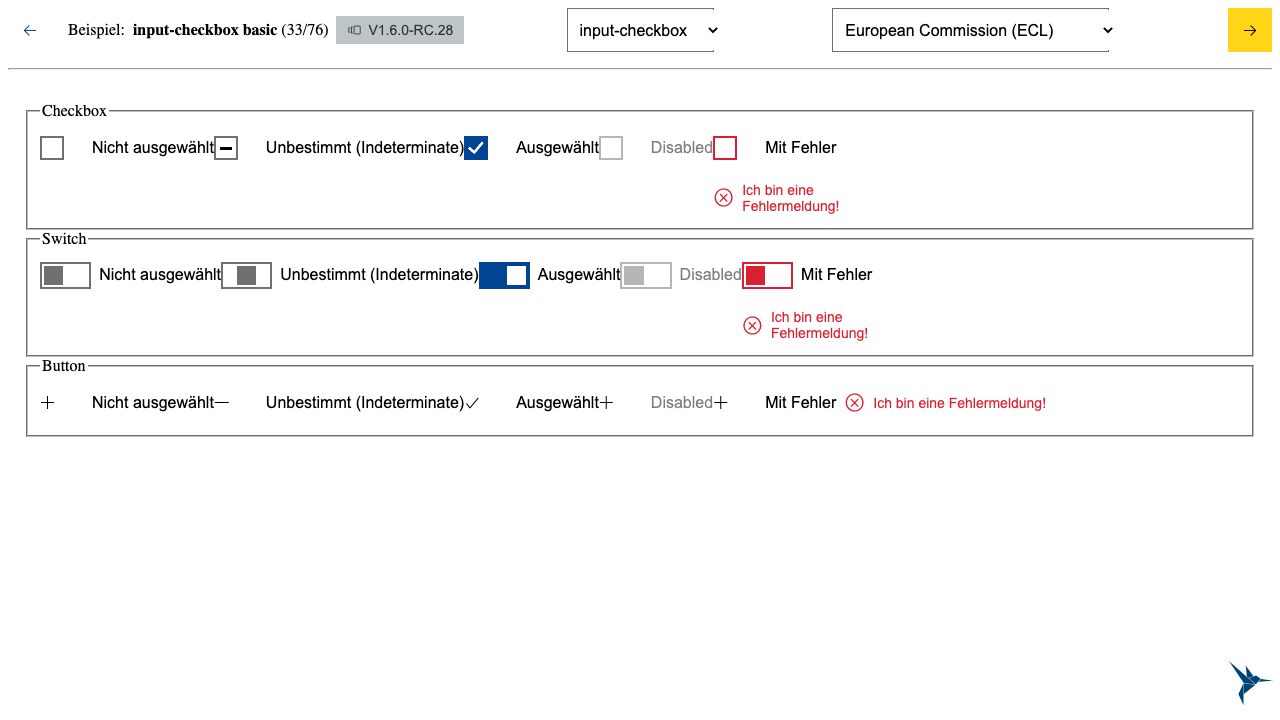 Beispiel: input-checkbox basic (33/76) V1.6.0-RC.28 input-checkbox European Commission (ECL)
Checkbox
Nicht ausgewählt Unbestimmt (Indeterminate) Ausgewählt Disabled Mit Fehler
Ich bin eine
Fehlermeldung!
Switch
Nicht ausgewählt Unbestimmt (Indeterminate) Ausgewählt Disabled Mit Fehler
Ich bin eine
Fehlermeldung!
Button
Nicht ausgewählt Unbestimmt (Indeterminate) Ausgewählt Disabled Mit Fehler Ich bin eine Fehlermeldung!